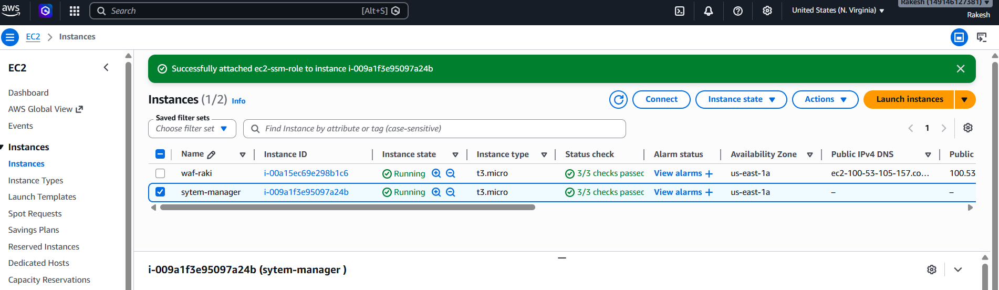 aws
Search [Alt+S]
United States (N. Virginia)
Rakesh (149146127381)
Rakesh
EC2 Instances
EC2
Dashboard
AWS Global View
Events
Instances
Instances
Instance Types
Launch Templates
Spot Requests
Savings Plans
Reserved Instances
Dedicated Hosts
Capacity Reservations
Successfully attached ec2-ssm-role to instance i-009a1f3e95097a24b
Instances (1/2) Info
Connect
Instance state
Actions
Launch instances
Saved filter sets
Choose filter set
Find Instance by attribute or tag (case-sensitive)
1
Name Instance ID Instance state Instance type Status check Alarm status Availability Zone Public IPv4 DNS Public
waf-raki i-00a15ec69e298b1c6 Running t3.micro 3/3 checks passed View alarms + us-east-1a ec2-100-53-105-157.co... 100.53
sytem-manager i-009a1f3e95097a24b Running t3.micro 3/3 checks passed View alarms + us-east-1a – –
i-009a1f3e95097a24b (sytem-manager )